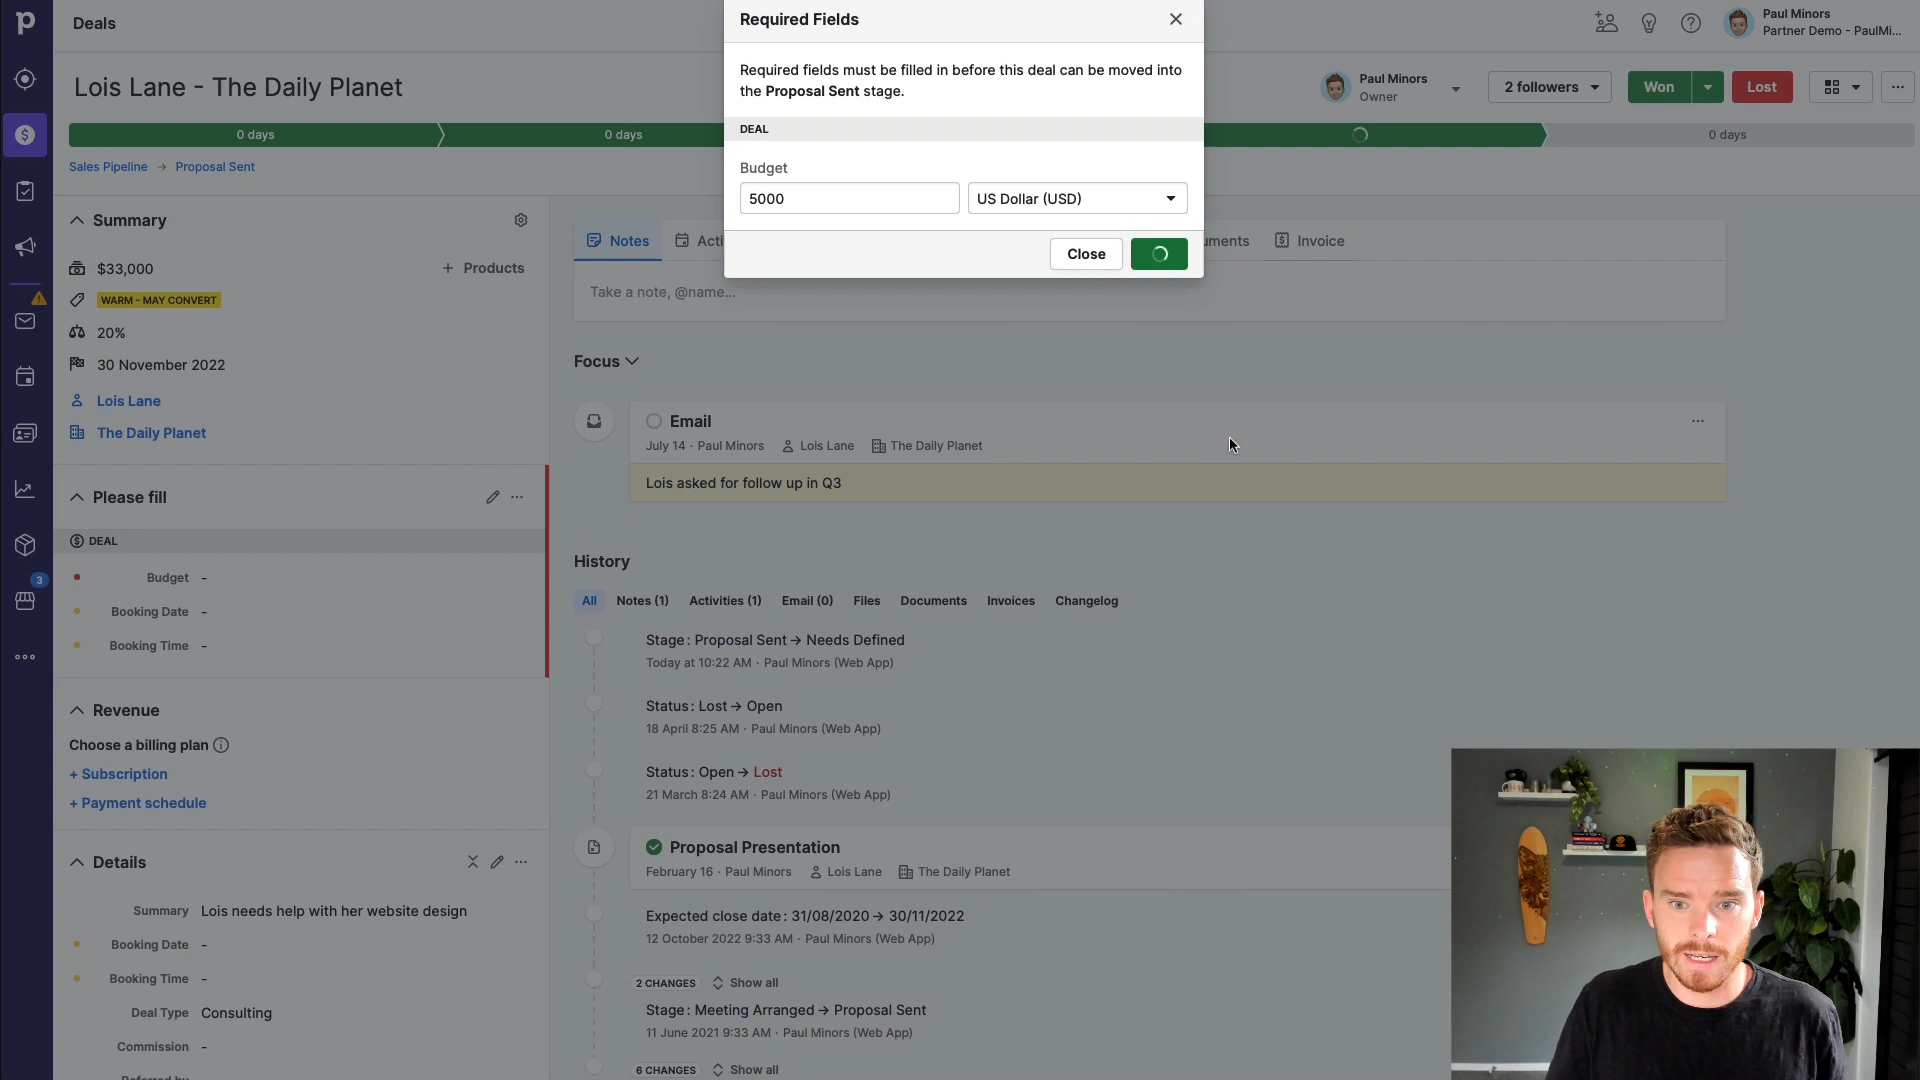 Deals
Required Fields
Paul Minors
Partner Demo - PaulMi...
Required fields must be filled in before this deal can be moved into
the Proposal Sent stage.
Lois Lane - The Daily Planet
Paul Minors
Owner
2 followers
Won
Lost
DEAL
0 days
0 days
0 days
Sales Pipeline → Proposal Sent
Budget
5000
US Dollar (USD)
Close
Summary
$33,000
+ Products
WARM - MAY CONVERT
20%
30 November 2022
Lois Lane
The Daily Planet
Please fill
DEAL
Budget -
Booking Date -
Booking Time -
3
Revenue
Choose a billing plan
+ Subscription
+ Payment schedule
Details
Summary Lois needs help with her website design
Booking Date -
Booking Time -
Deal Type Consulting
Commission -
Notes
Acti
uments
Invoice
Take a note, @name...
Focus
Email
July 14 · Paul Minors Lois Lane The Daily Planet
Lois asked for follow up in Q3
History
All Notes (1) Activities (1) Email (0) Files Documents Invoices Changelog
Stage: Proposal Sent → Needs Defined
Today at 10:22 AM · Paul Minors (Web App)
Status: Lost → Open
18 April 8:25 AM · Paul Minors (Web App)
Status: Open → Lost
21 March 8:24 AM · Paul Minors (Web App)
Proposal Presentation
February 16 · Paul Minors Lois Lane The Daily Planet
Expected close date: 31/08/2020 → 30/11/2022
12 October 2022 9:33 AM · Paul Minors (Web App)
2 CHANGES Show all
Stage: Meeting Arranged → Proposal Sent
11 June 2021 9:33 AM · Paul Minors (Web App)
6 CHANGES Show all